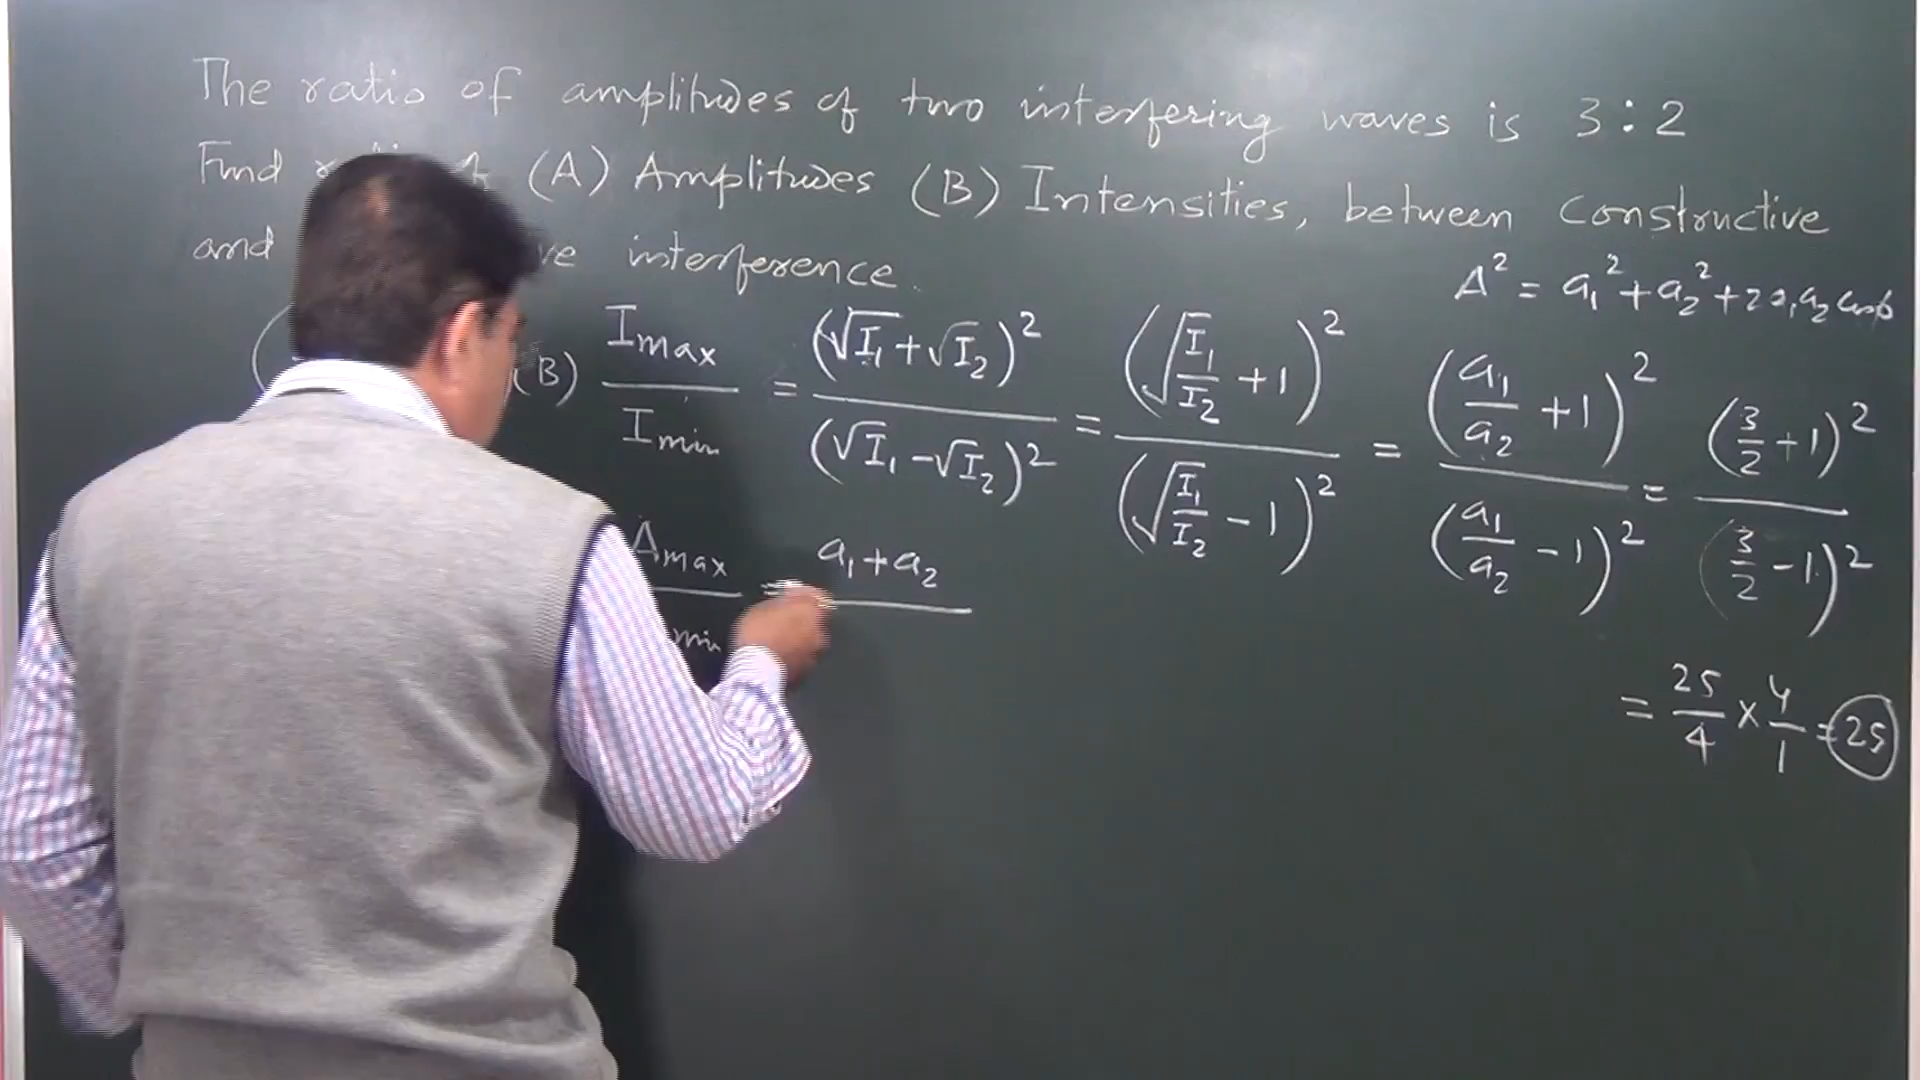 The ratio of amplitudes of two interfering waves is 3:2
Find (A) Amplitudes (B) Intensities, between constructive
and interference.
A² = a₁² + a₂² + 2a₁a₂ cosϕ
(B) Imax/Imin = (√I₁+√I₂)²/(√I₁-√I₂)² = (√(I₁/I₂)+1)²/(√(I₁/I₂)-1)² = (a₁/a₂+1)²/(a₁/a₂-1)² = (3/2+1)²/(3/2-1)²
Amax/min = a₁+a₂
= 25/4 × 4/1 = 25